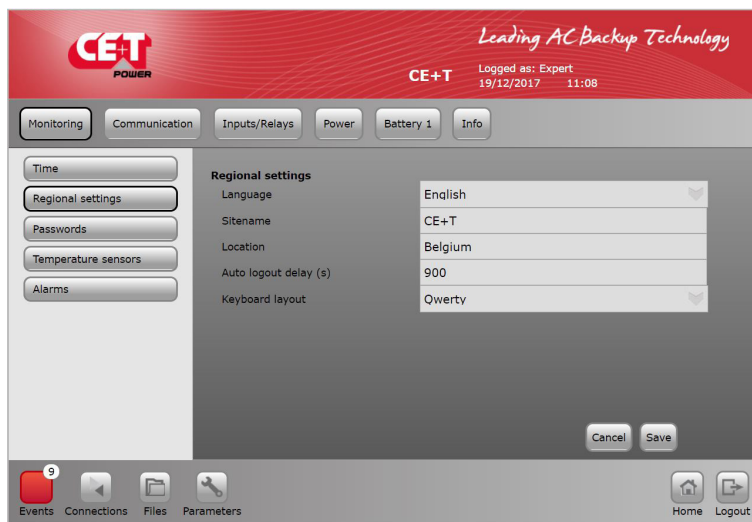 CE+T
POWER
Leading AC Backup Technology
CE+T
Logged as: Expert
19/12/2017 11:08
Monitoring
Communication
Inputs/Relays
Power
Battery 1
Info
Time
Regional settings
Passwords
Temperature sensors
Alarms
Regional settings
Language English
Sitename CE+T
Location Belgium
Auto logout delay (s) 900
Keyboard layout Qwerty
Cancel
Save
9
Events
Connections
Files
Parameters
Home
Logout